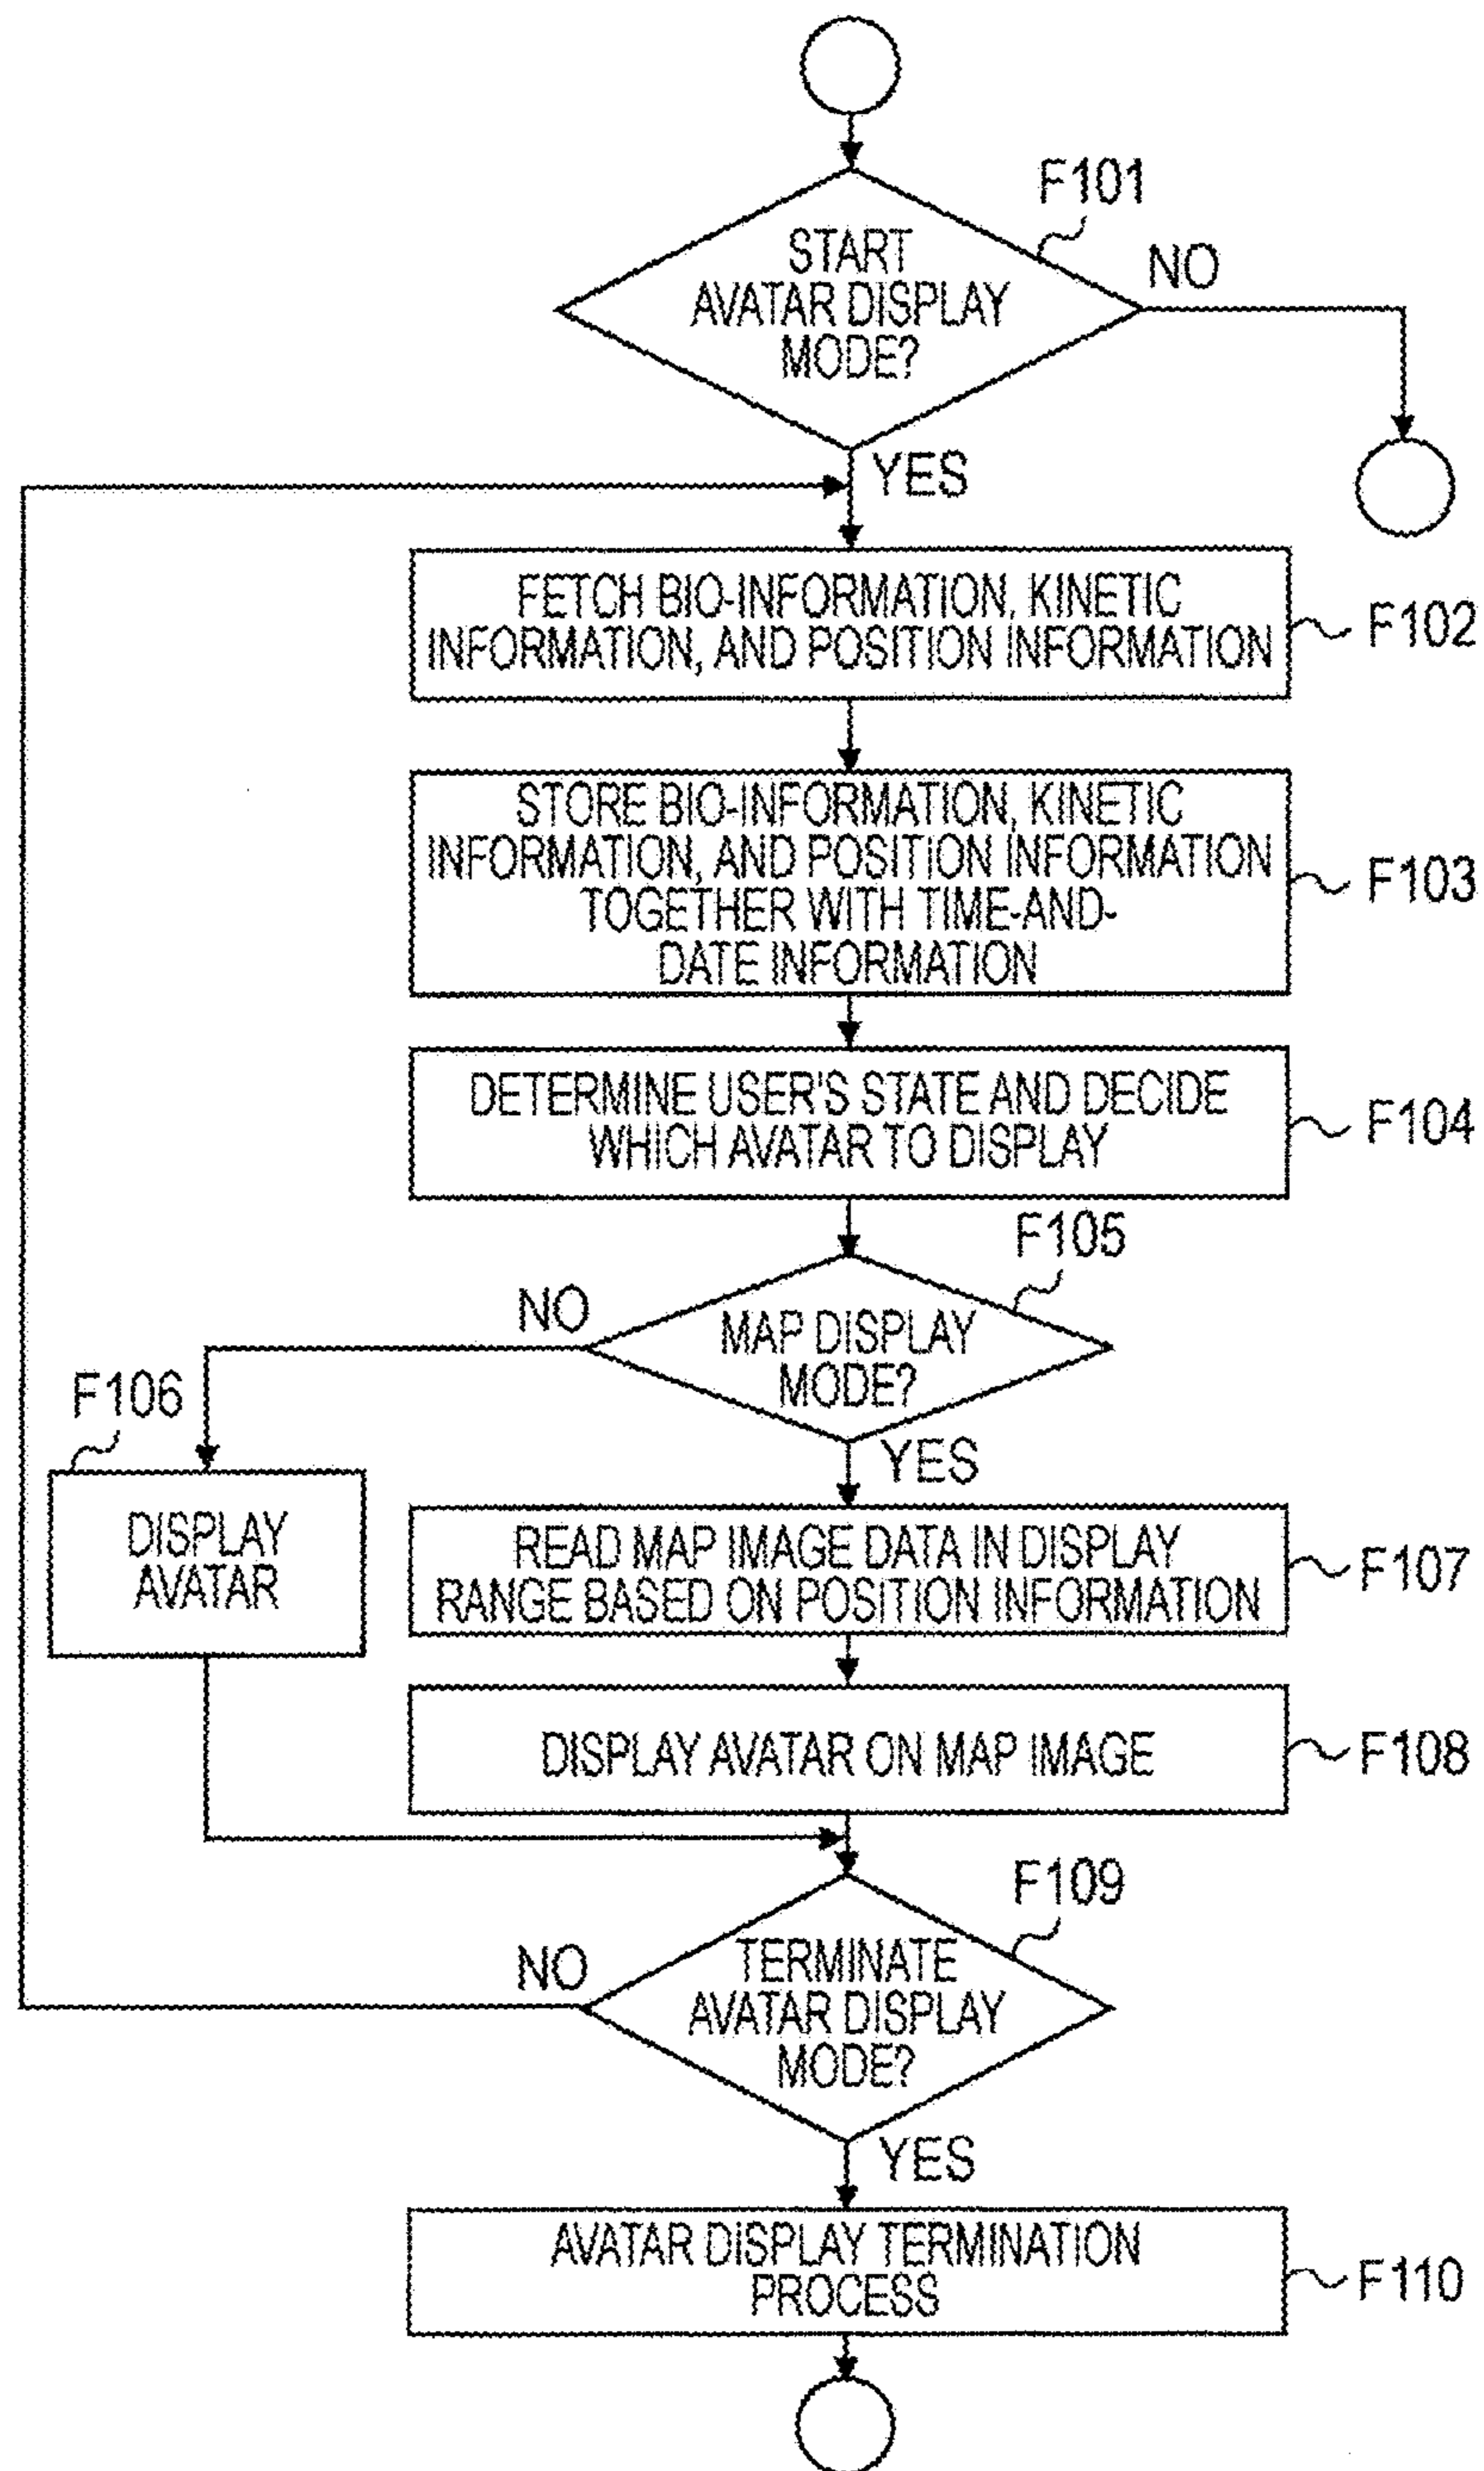 F101
START
AVATAR DISPLAY
MODE?
NO
YES
FETCH BIO-INFORMATION, KINETIC
INFORMATION, AND POSITION INFORMATION
F102
STORE BIO-INFORMATION, KINETIC
INFORMATION, AND POSITION INFORMATION
TOGETHER WITH TIME-AND-
DATE INFORMATION
F103
DETERMINE USER'S STATE AND DECIDE
WHICH AVATAR TO DISPLAY
F104
F105
MAP DISPLAY
MODE?
NO
YES
F106
DISPLAY
AVATAR
READ MAP IMAGE DATA IN DISPLAY
RANGE BASED ON POSITION INFORMATION
F107
DISPLAY AVATAR ON MAP IMAGE
F108
F109
TERMINATE
AVATAR DISPLAY
MODE?
NO
YES
AVATAR DISPLAY TERMINATION
PROCESS
F110